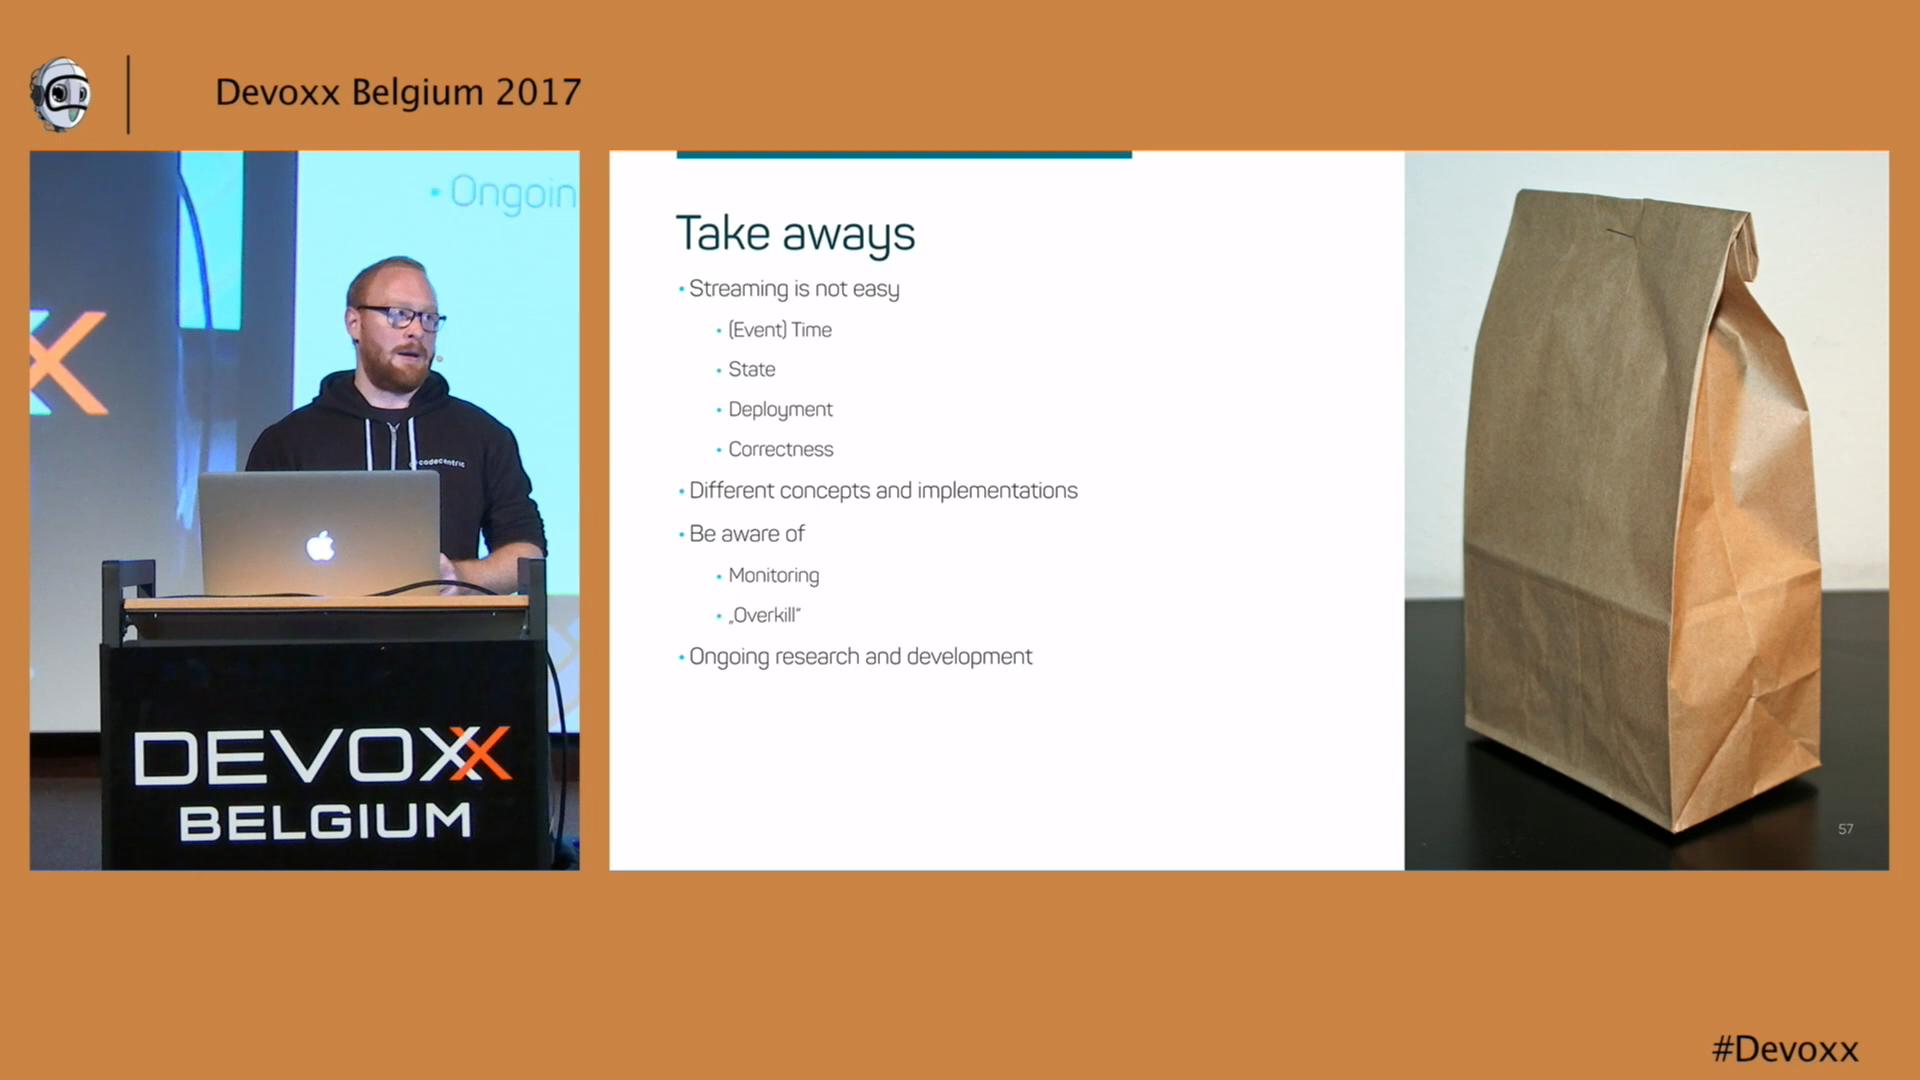 Devoxx Belgium 2017
• Ongoin
codecentric
DEVOXX
BELGIUM
Take aways
• Streaming is not easy
• (Event) Time
• State
• Deployment
• Correctness
• Different concepts and implementations
• Be aware of
• Monitoring
• „Overkill“
• Ongoing research and development
57
#Devoxx